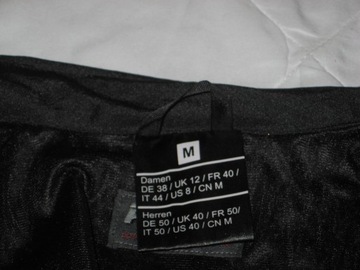 M
Damen
DE 38 / UK 12 / FR 40 /
IT 44 / US 8 / CN M
Herren
DE 50 / UK 40 / FR 50/
IT 50 / US 40 / CN M